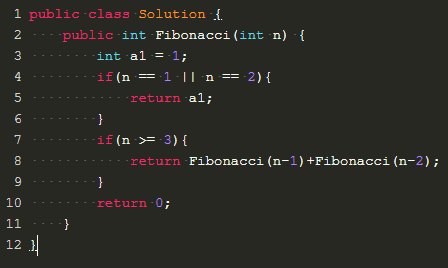 1 public class Solution {
2     public int Fibonacci(int n) {
3         int a1 = 1;
4         if(n == 1 || n == 2){
5             return a1;
6         }
7         if(n >= 3){
8             return Fibonacci(n-1)+Fibonacci(n-2);
9         }
10         return 0;
11     }
12 }